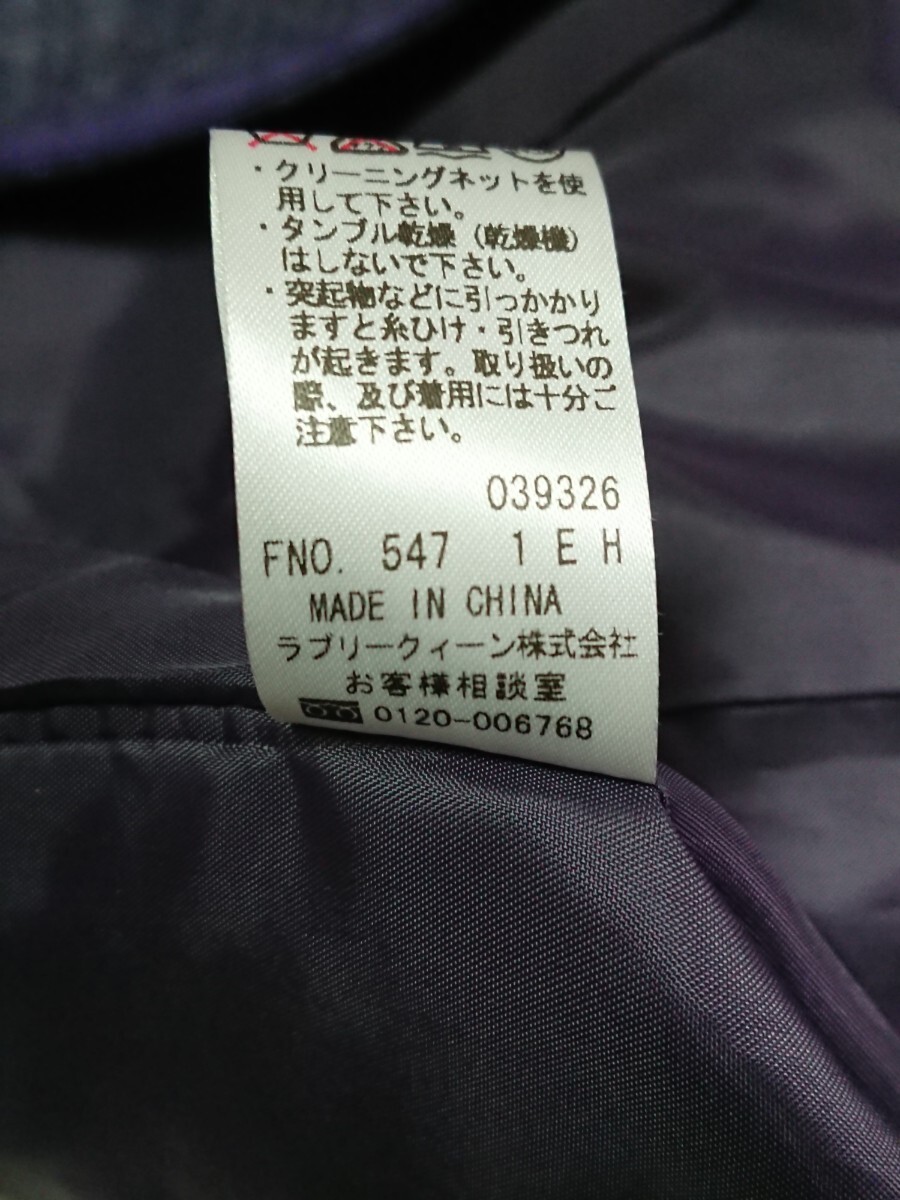 ・クリーニングネットを使
用して下さい。
・タンブル乾燥（乾燥機）
はしないで下さい。
・突起物などに引っかかり
ますと糸ひけ・引きつれ
が起きます。取り扱いの
際、及び着用には十分ご
注意下さい。
039326
FNO. 547 1 E H
MADE IN CHINA
ラブリークィーン株式会社
お客様相談室
0120-006768